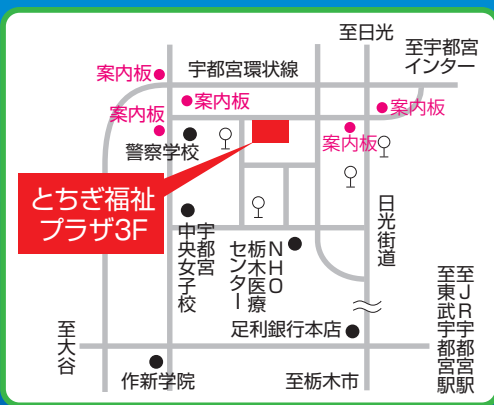 至日光
至宇都宮
インター
宇都宮環状線
案内板
案内板
案内板
案内板
案内板
警察学校
とちぎ福祉
プラザ3F
宇都宮
中央女子校
NHO
栃木医療
センター
日光街道
足利銀行本店
至JR宇都宮駅
至東武宇都宮駅
至大谷
作新学院
至栃木市